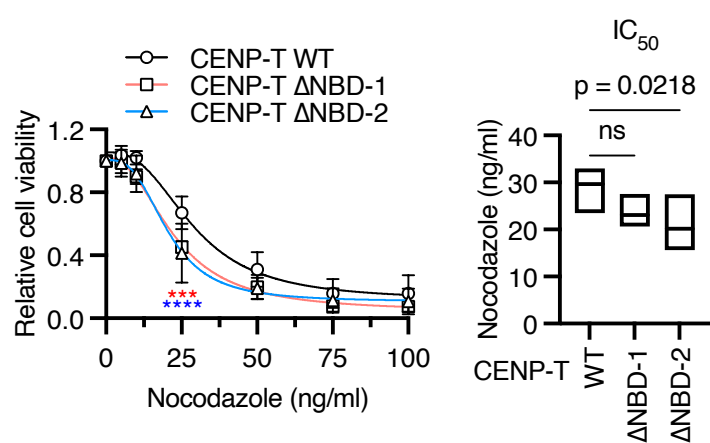 CENP-T WT
CENP-T ΔNBD-1
CENP-T ΔNBD-2
Relative cell viability
1.2
0.8
0.4
0.0
***
****
0 25 50 75 100
Nocodazole (ng/ml)
IC50
p = 0.0218
ns
Nocodazole (ng/ml)
40
30
20
10
0
CENP-T
WT
ΔNBD-1
ΔNBD-2